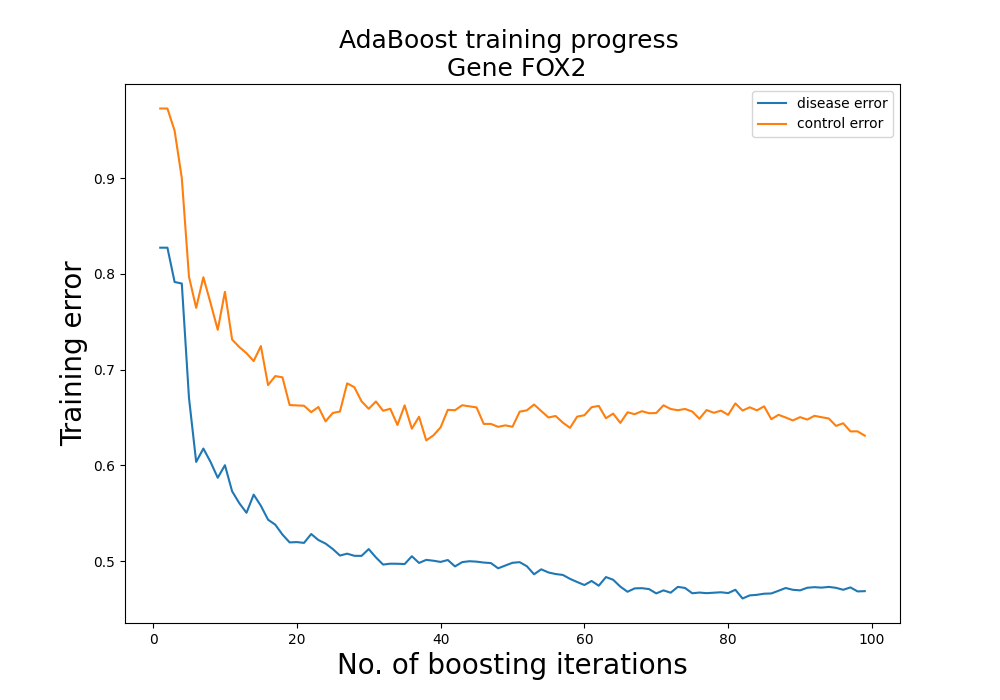 AdaBoost training progress
Gene FOX2
disease error
control error
0.9
0.8
0.7
0.6
0.5
Training error
0 20 40 60 80 100
No. of boosting iterations